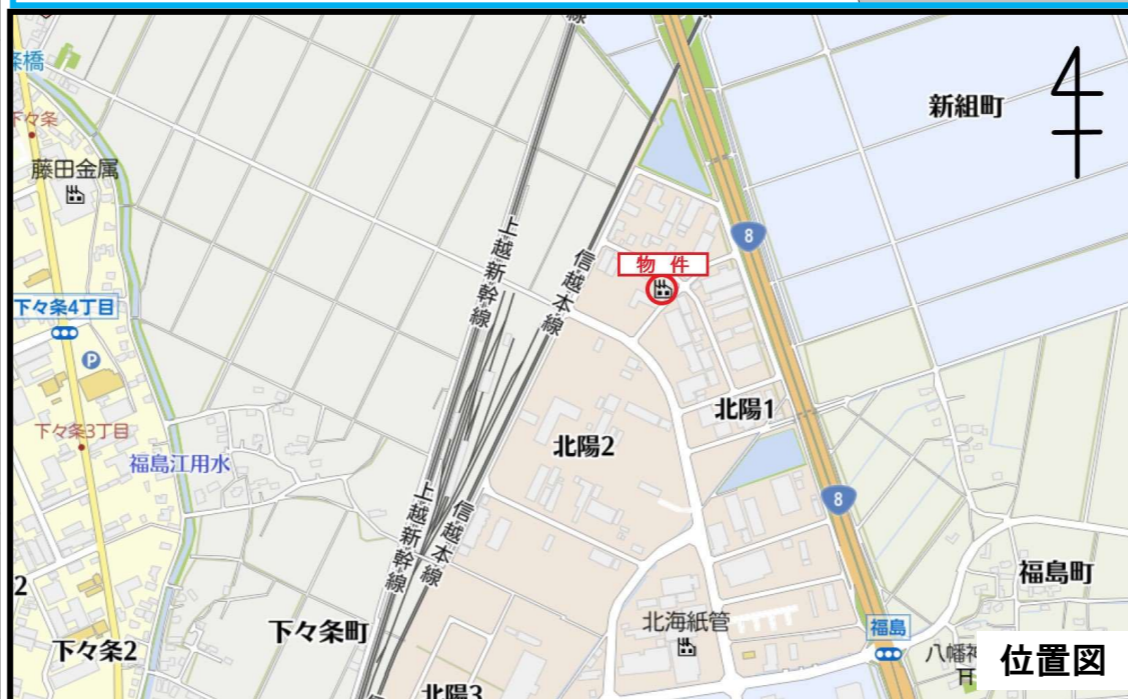 新組町
下々条
藤田金属
8
上越新幹線
信越本線
物件
下々条4丁目
P
北陽1
下々条3丁目
北陽2
福島江用水
8
上越新幹線
信越本線
福島町
2
北海紙管
福島
下々条町
下々条2
八幡神
位置図
北陽3